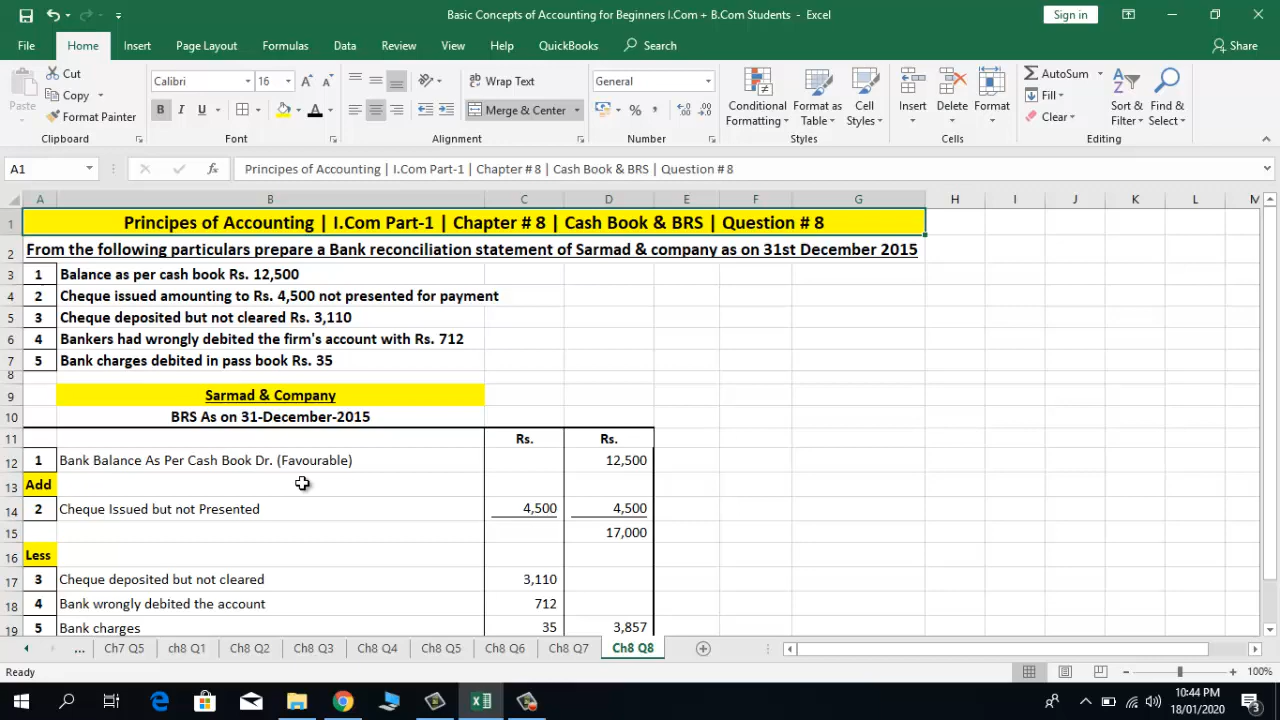 Basic Concepts of Accounting for Beginners I.Com + B.Com Students - Excel
Sign in
File Home Insert Page Layout Formulas Data Review View Help QuickBooks Search Share
Paste
Cut
Copy
Format Painter
Clipboard
Calibri 16
B I U
Font
Wrap Text
Merge & Center
Alignment
General
Number
Conditional Formatting
Format as Table
Cell Styles
Styles
Insert Delete Format
Cells
AutoSum
Fill
Clear
Sort & Filter
Find & Select
Editing
A1 fx Principes of Accounting | I.Com Part-1 | Chapter # 8 | Cash Book & BRS | Question # 8
A B C D E F G H I J K L M
1 Principes of Accounting | I.Com Part-1 | Chapter # 8 | Cash Book & BRS | Question # 8
2 From the following particulars prepare a Bank reconciliation statement of Sarmad & company as on 31st December 2015
3 1 Balance as per cash book Rs. 12,500
4 2 Cheque issued amounting to Rs. 4,500 not presented for payment
5 3 Cheque deposited but not cleared Rs. 3,110
6 4 Bankers had wrongly debited the firm's account with Rs. 712
7 5 Bank charges debited in pass book Rs. 35
8
9 Sarmad & Company
10 BRS As on 31-December-2015
11 Rs. Rs.
12 1 Bank Balance As Per Cash Book Dr. (Favourable) 12,500
13 Add
14 2 Cheque Issued but not Presented 4,500 4,500
15 17,000
16 Less
17 3 Cheque deposited but not cleared 3,110
18 4 Bank wrongly debited the account 712
19 5 Bank charges 35 3,857
... Ch7 Q5 ch8 Q1 Ch8 Q2 Ch8 Q3 Ch8 Q4 Ch8 Q5 Ch8 Q6 Ch8 Q7 Ch8 Q8
Ready 100%
10:44 PM
18/01/2020
3